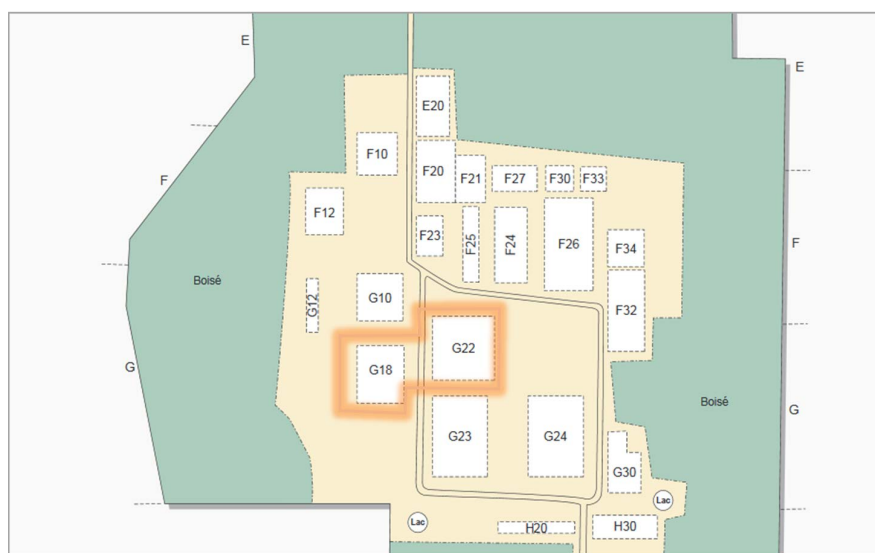 E
E
E20
F10
F20
F21
F27
F30
F33
F
F12
F23
F25
F24
F26
F34
F
Boisé
G12
G10
F32
G22
G18
G
Boisé
G
G23
G24
G30
Lac
Lac
H20
H30